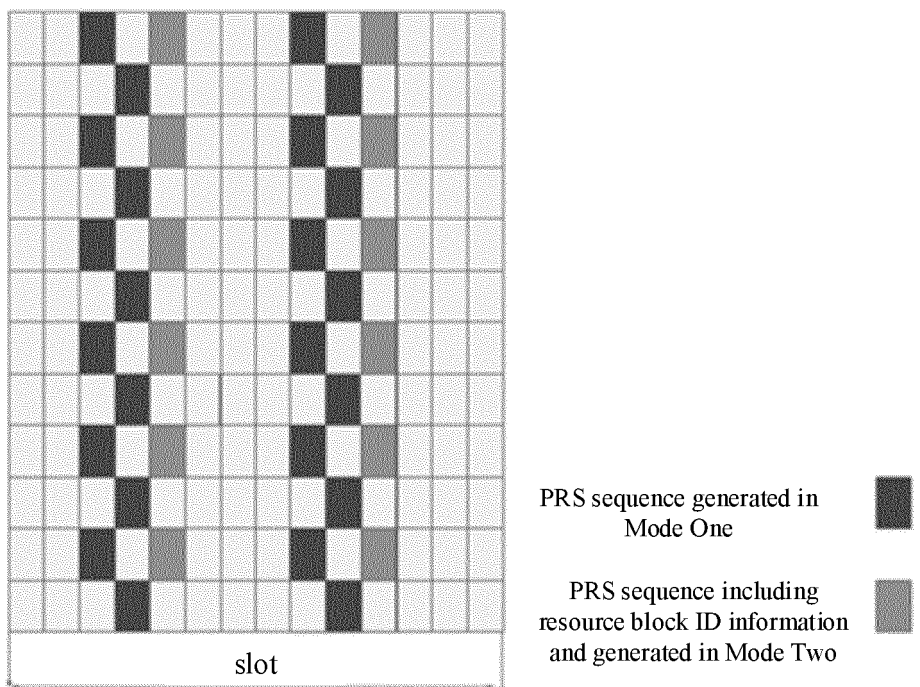 PRS sequence generated in
Mode One
PRS sequence including
resource block ID information
and generated in Mode Two
slot